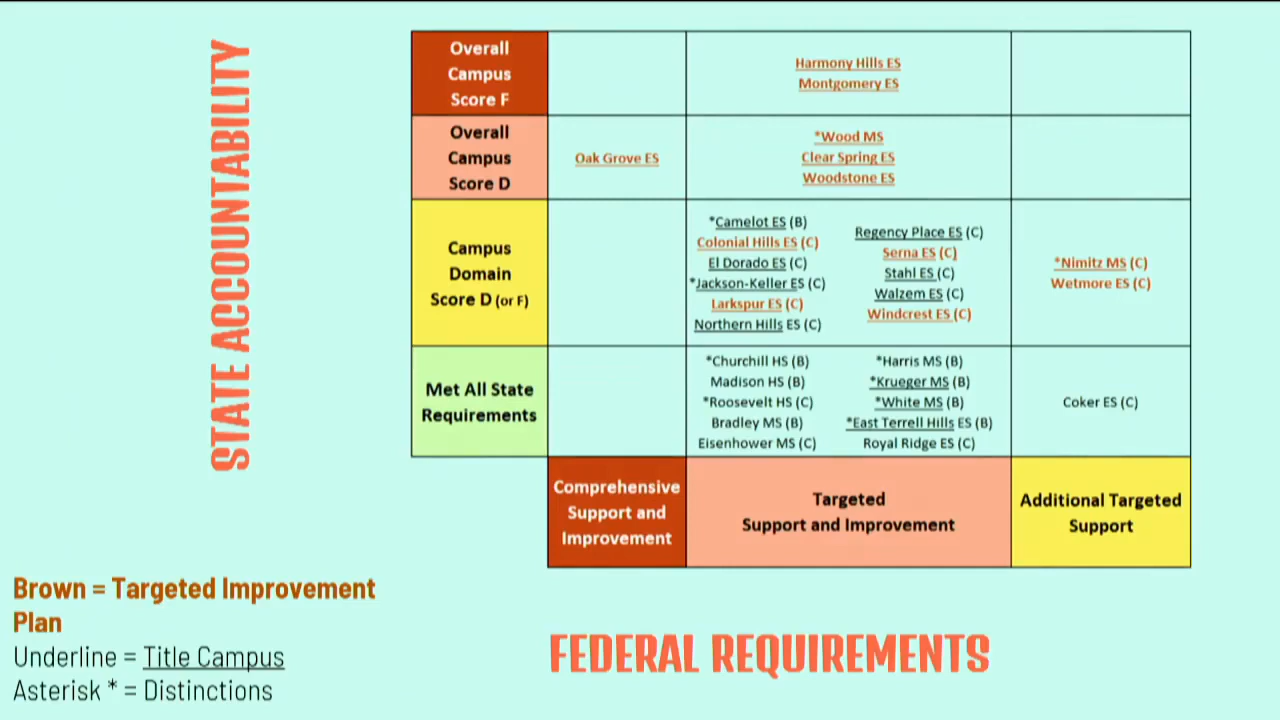 STATE ACCOUNTABILITY
Overall
Campus
Score F
Harmony Hills ES
Montgomery ES
Overall
Campus
Score D
Oak Grove ES
*Wood MS
Clear Spring ES
Woodstone ES
Campus
Domain
Score D (or F)
*Camelot ES (B)
Colonial Hills ES (C)
El Dorado ES (C)
*Jackson-Keller ES (C)
Larkspur ES (C)
Northern Hills ES (C)
Regency Place ES (C)
Serna ES (C)
Stahl ES (C)
Walzem ES (C)
Windcrest ES (C)
*Nimitz MS (C)
Wetmore ES (C)
Met All State
Requirements
*Churchill HS (B)
Madison HS (B)
*Roosevelt HS (C)
Bradley MS (B)
Eisenhower MS (C)
*Harris MS (B)
*Krueger MS (B)
*White MS (B)
*East Terrell Hills ES (B)
Royal Ridge ES (C)
Coker ES (C)
Comprehensive
Support and
Improvement
Targeted
Support and Improvement
Additional Targeted
Support
Brown = Targeted Improvement
Plan
Underline = Title Campus
Asterisk * = Distinctions
FEDERAL REQUIREMENTS